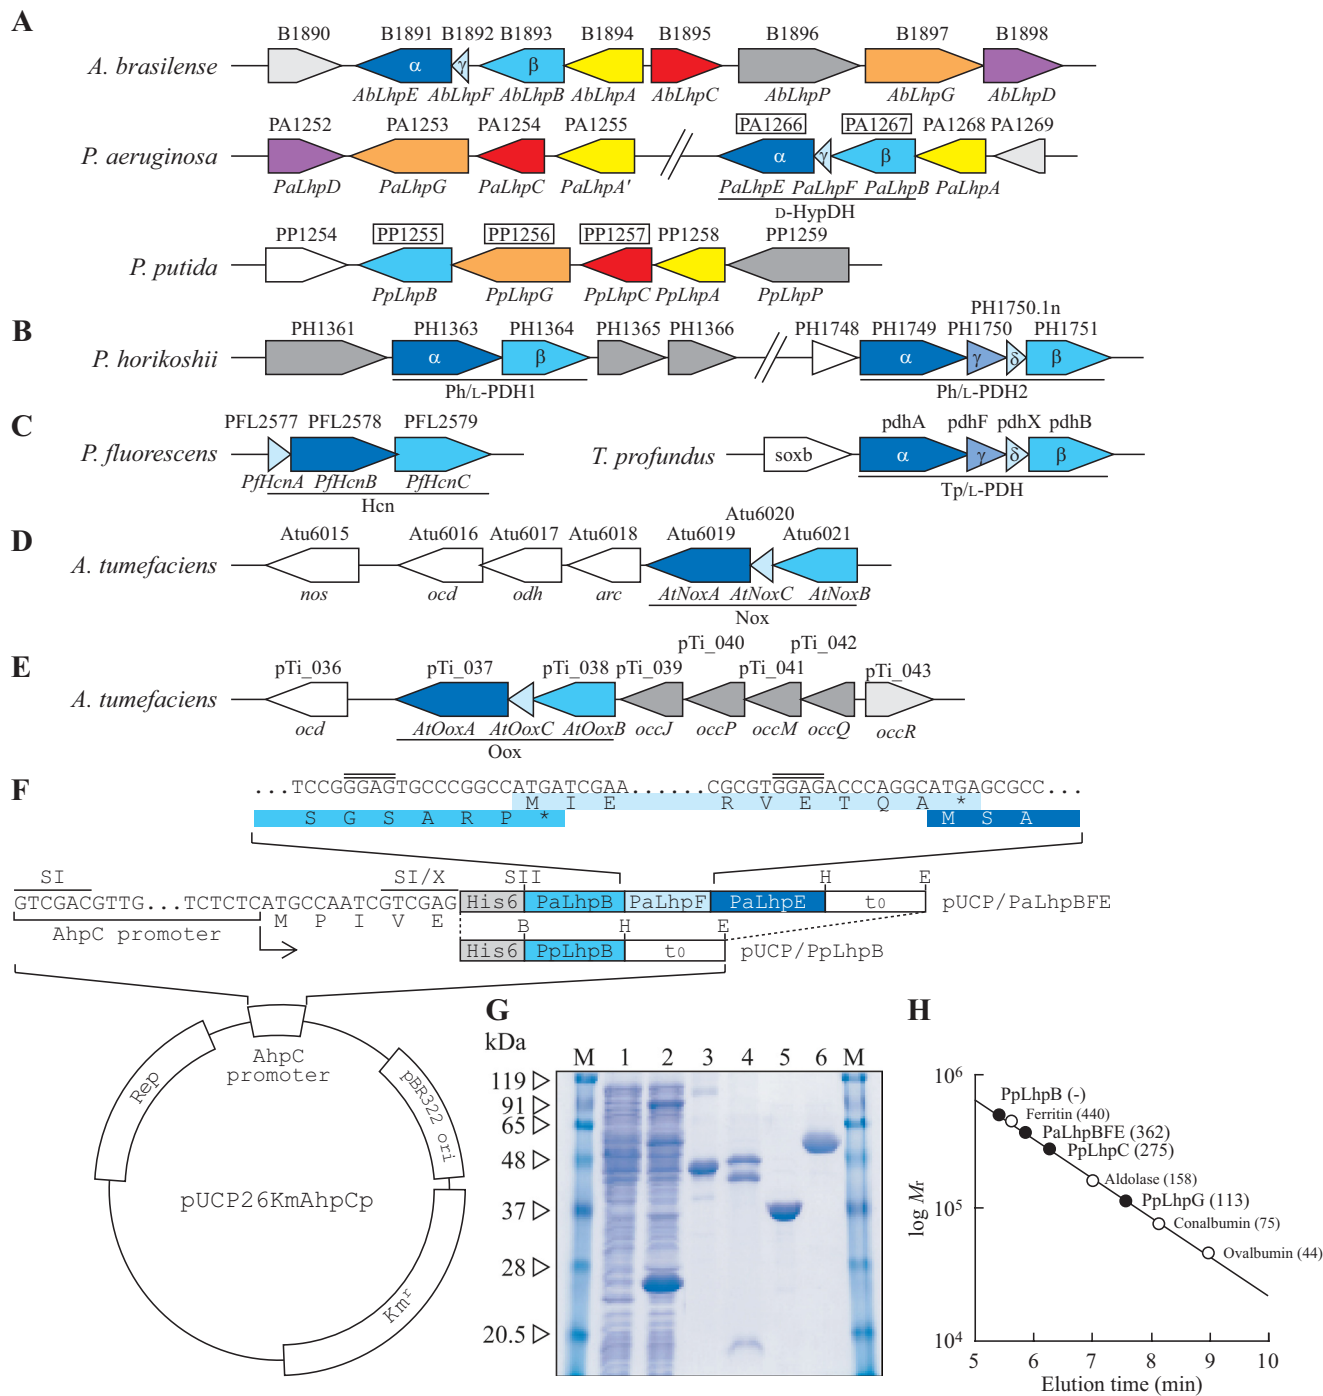 A
B1890 B1891 B1892 B1893 B1894 B1895 B1896 B1897 B1898
A. brasilense α γ β
AbLhpE AbLhpF AbLhpB AbLhpA AbLhpC AbLhpP AbLhpG AbLhpD
PA1252 PA1253 PA1254 PA1255 PA1266 PA1267 PA1268 PA1269
P. aeruginosa α γ β
PaLhpD PaLhpG PaLhpC PaLhpA' PaLhpE PaLhpF PaLhpB PaLhpA
D-HypDH
PP1254 PP1255 PP1256 PP1257 PP1258 PP1259
P. putida
PpLhpB PpLhpG PpLhpC PpLhpA PpLhpP
PH1750.1n
B PH1361 PH1363 PH1364 PH1365 PH1366 PH1748 PH1749 PH1750 PH1751
P. horikoshii α β α γ δ β
Ph/L-PDH1 Ph/L-PDH2
C PFL2577 PFL2578 PFL2579 pdhA pdhF pdhX pdhB
P. fluorescens T. profundus soxb α γ δ β
PfHcnA PfHcnB PfHcnC
Hcn Tp/L-PDH
Atu6020
D Atu6015 Atu6016 Atu6017 Atu6018 Atu6019 Atu6021
A. tumefaciens
nos ocd odh arc AtNoxA AtNoxC AtNoxB
Nox
pTi_040 pTi_042
E pTi_036 pTi_037 pTi_038 pTi_039 pTi_041 pTi_043
A. tumefaciens
ocd AtOoxA AtOoxC AtOoxB occJ occP occM occQ occR
Oox
F ...TCCGGGAGTGCCCGGCCATGATCGAA......CGCGTGGAGACCCAGGCATGAGCGCC...
M I E R V E T Q A *
S G S A R P * M S A
SI SI/X SII H E
GTCGACGTTG...TCTCTCATGCCAATCGTCGAG His6 PaLhpB PaLhpF PaLhpE t0 pUCP/PaLhpBFE
AhpC promoter M P I V E B H E
His6 PpLhpB t0 pUCP/PpLhpB
AhpC
promoter
Rep
pBR322 ori
pUCP26KmAhpCp
Kmr
G
kDa M 1 2 3 4 5 6 M
119
91
65
48
37
28
20.5
H
10⁶
PpLhpB (-)
Ferritin (440)
PaLhpBFE (362)
PpLhpC (275)
Aldolase (158)
10⁵
PpLhpG (113)
Conalbumin (75)
Ovalbumin (44)
log Mr
10⁴
5 6 7 8 9 10
Elution time (min)